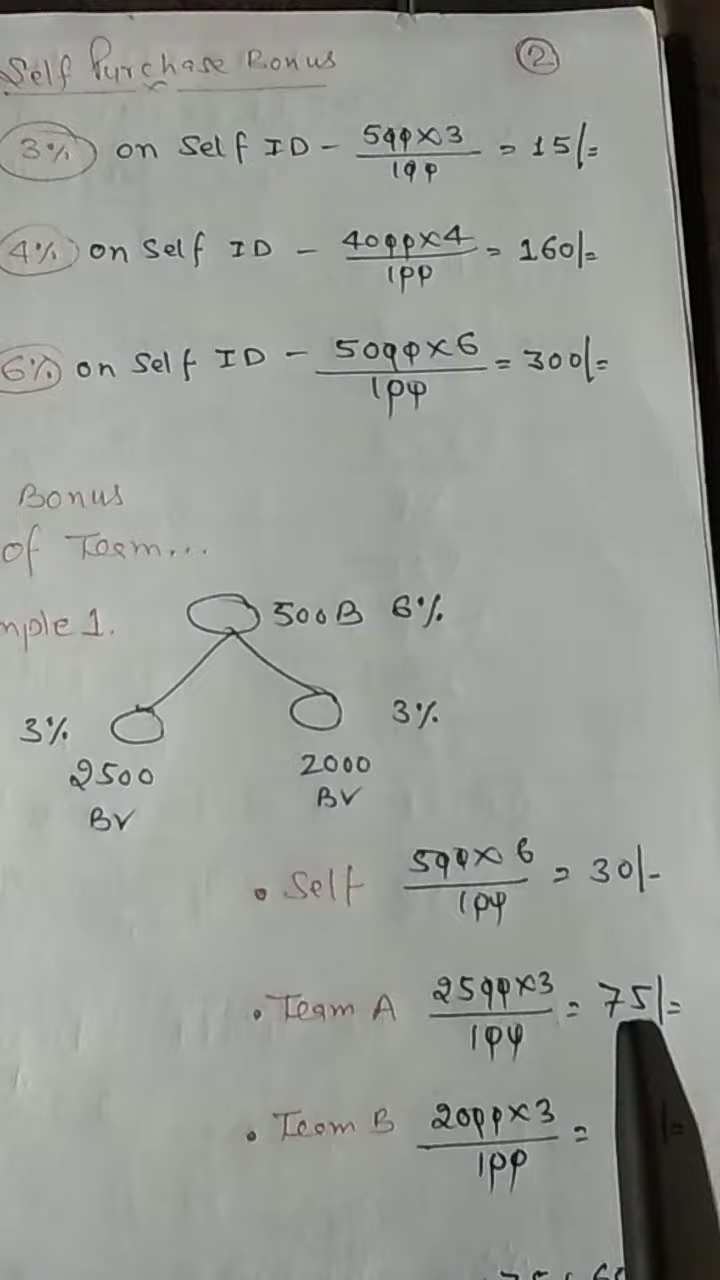 Self Purchase Bonus
2
3% on Self ID - 500×3/100 = 15/=
4% on Self ID - 4000×4/100 = 160/=
6% on Self ID - 5000×6/100 = 300/=
Bonus
of Team...
mple 1.
500B 6%
3% 3%
2500 2000
BV BV
• Self 500×6/100 = 30/-
• Team A 2500×3/100 = 75/=
• Team B 2000×3/100 = /=